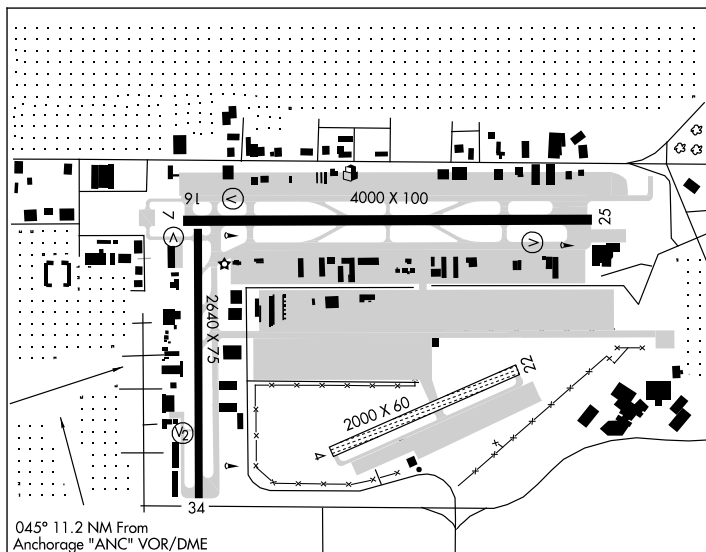 16
V
4000 X 100
7
25
V
V
2640 X 75
22
2000 X 60
4
V2
34
045° 11.2 NM From
Anchorage "ANC" VOR/DME